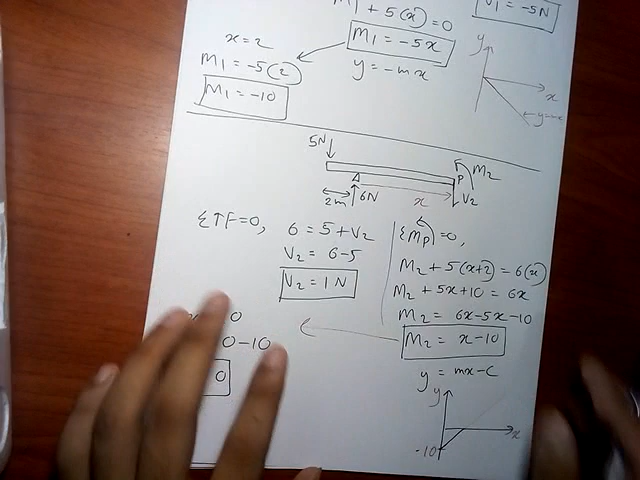 M1 + 5(x) = 0
V1 = -5N
x = 2
M1 = -5x
M1 = -5(2)
y = -mx
M1 = -10
y
x
5N
M2
P
2m
6N
x
V2
Σ↑F=0, 6 = 5+V2
V2 = 6-5
V2 = 1N
ΣMP) =0,
M2 + 5(x+2) = 6(x)
M2 + 5x+10 = 6x
M2 = 6x-5x-10
M2 = x-10
y = mx-c
0
0-10
0
y
x
-10